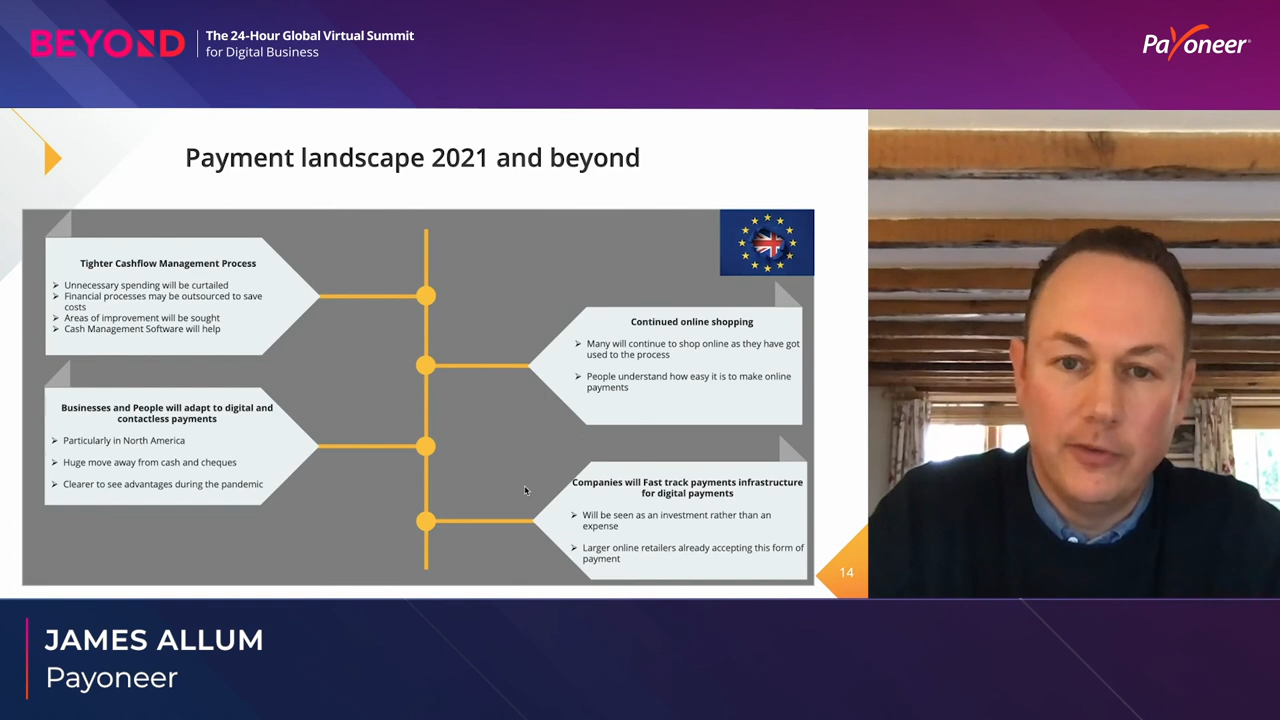 BEYOND
The 24-Hour Global Virtual Summit
for Digital Business
Payoneer
Payment landscape 2021 and beyond
Tighter Cashflow Management Process
➢ Unnecessary spending will be curtailed
➢ Financial processes may be outsourced to save
costs
➢ Areas of improvement will be sought
➢ Cash Management Software will help
Continued online shopping
➢ Many will continue to shop online as they have got
used to the process
➢ People understand how easy it is to make online
payments
Businesses and People will adapt to digital and
contactless payments
➢ Particularly in North America
➢ Huge move away from cash and cheques
➢ Clearer to see advantages during the pandemic
Companies will Fast track payments infrastructure
for digital payments
➢ Will be seen as an investment rather than an
expense
➢ Larger online retailers already accepting this form of
payment
14
JAMES ALLUM
Payoneer